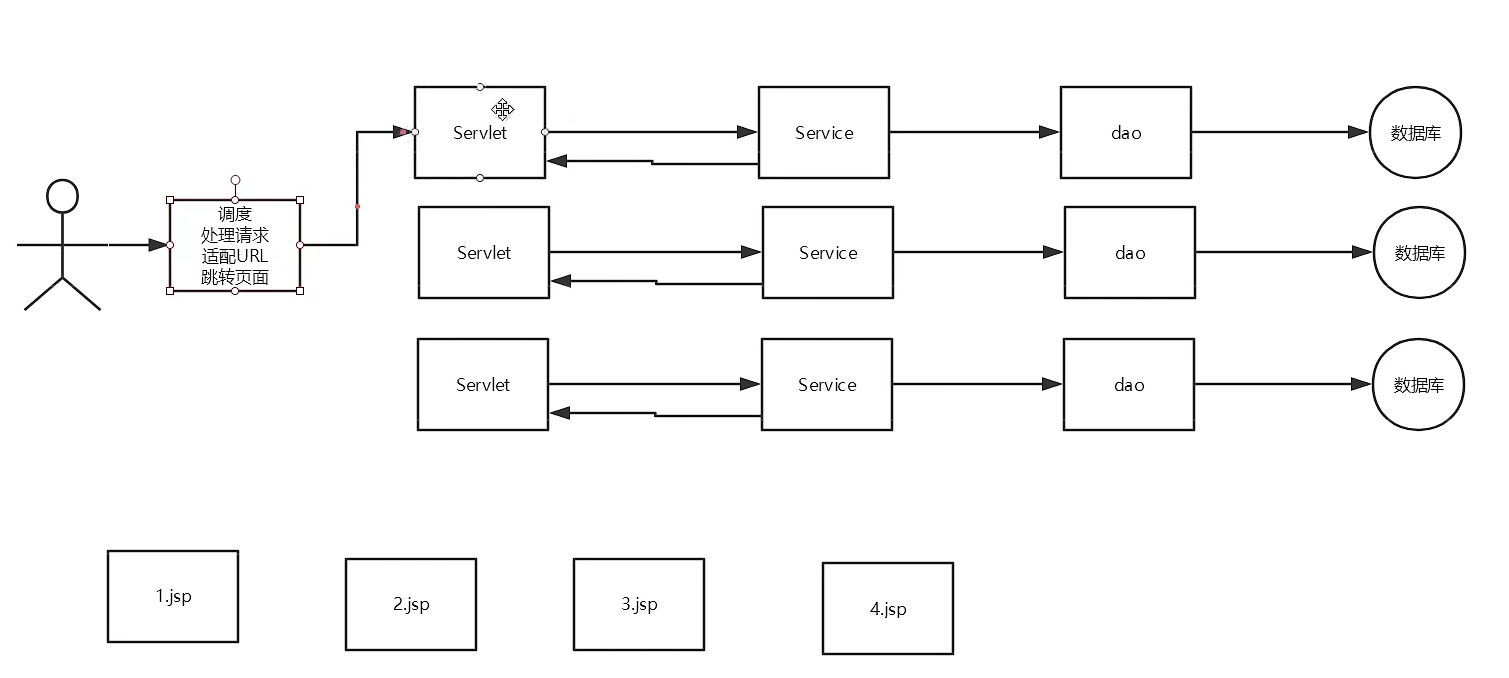 Servlet
Service
dao
数据库
调度
处理请求
适配URL
跳转页面
Servlet
Service
dao
数据库
Servlet
Service
dao
数据库
1.jsp
2.jsp
3.jsp
4.jsp